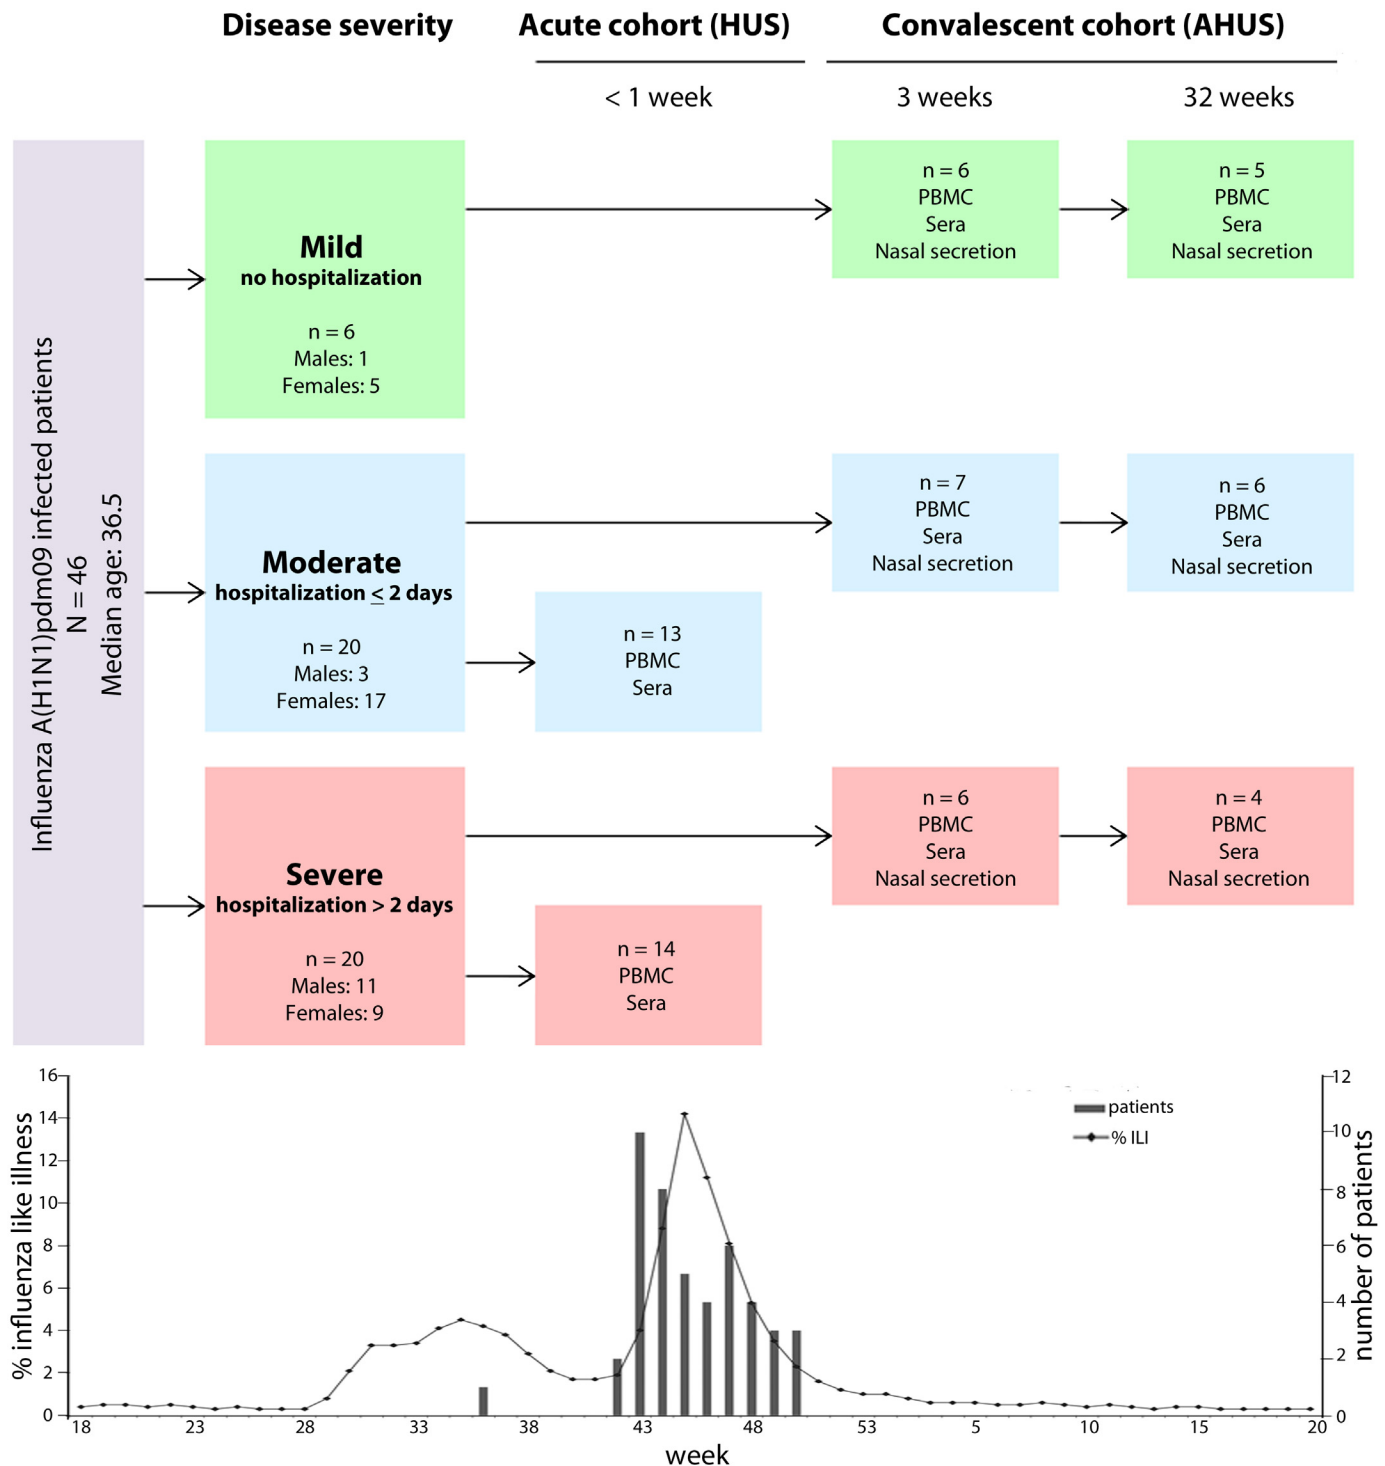 Disease severity
Acute cohort (HUS)
Convalescent cohort (AHUS)
< 1 week
3 weeks
32 weeks
Influenza A(H1N1)pdm09 infected patients
N = 46
Median age: 36.5
Mild
no hospitalization
n = 6
Males: 1
Females: 5
n = 6
PBMC
Sera
Nasal secretion
n = 5
PBMC
Sera
Nasal secretion
Moderate
hospitalization ≤ 2 days
n = 20
Males: 3
Females: 17
n = 13
PBMC
Sera
n = 7
PBMC
Sera
Nasal secretion
n = 6
PBMC
Sera
Nasal secretion
Severe
hospitalization > 2 days
n = 20
Males: 11
Females: 9
n = 14
PBMC
Sera
n = 6
PBMC
Sera
Nasal secretion
n = 4
PBMC
Sera
Nasal secretion
% influenza like illness
16
14
12
10
8
6
4
2
0
patients
% ILI
12
10
8
6
4
2
0
number of patients
18 23 28 33 38 43 48 53 5 10 15 20
week